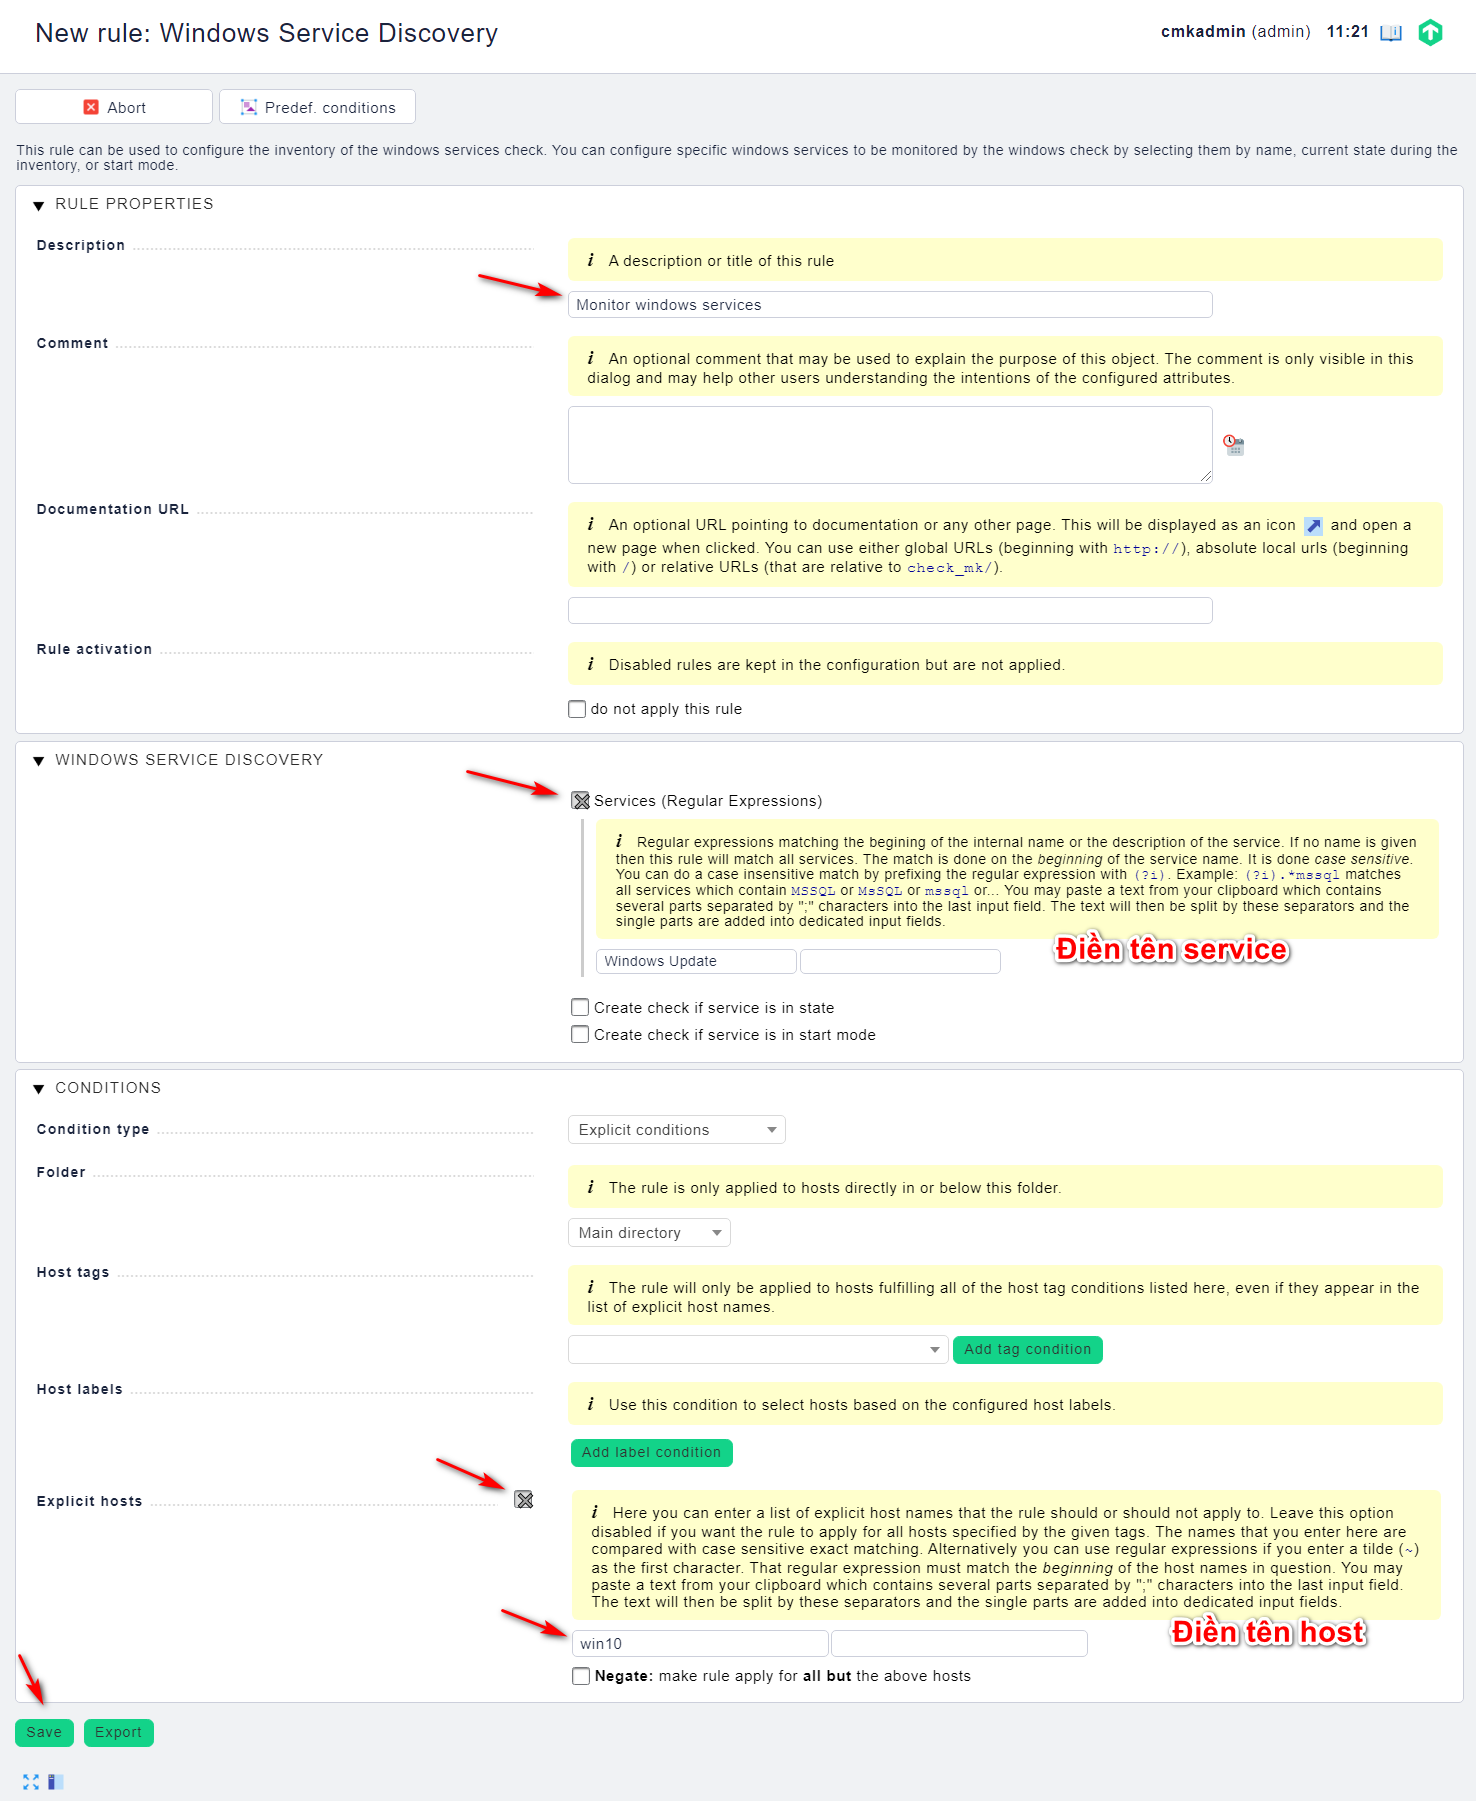 New rule: Windows Service Discovery
cmkadmin (admin) 11:21
Abort
Predef. conditions
This rule can be used to configure the inventory of the windows services check. You can configure specific windows services to be monitored by the windows check by selecting them by name, current state during the
inventory, or start mode.
RULE PROPERTIES
Description
i A description or title of this rule
Monitor windows services
Comment
i An optional comment that may be used to explain the purpose of this object. The comment is only visible in this
dialog and may help other users understanding the intentions of the configured attributes.
Documentation URL
i An optional URL pointing to documentation or any other page. This will be displayed as an icon and open a
new page when clicked. You can use either global URLs (beginning with http://), absolute local urls (beginning
with /) or relative URLs (that are relative to check_mk/).
Rule activation
i Disabled rules are kept in the configuration but are not applied.
do not apply this rule
WINDOWS SERVICE DISCOVERY
Services (Regular Expressions)
i Regular expressions matching the begining of the internal name or the description of the service. If no name is given
then this rule will match all services. The match is done on the beginning of the service name. It is done case sensitive.
You can do a case insensitive match by prefixing the regular expression with (?i). Example: (?i).*mssql matches
all services which contain MSSQL or MsSQL or mssql or... You may paste a text from your clipboard which contains
several parts separated by ";" characters into the last input field. The text will then be split by these separators and the
single parts are added into dedicated input fields.
Điền tên service
Windows Update
Create check if service is in state
Create check if service is in start mode
CONDITIONS
Condition type
Explicit conditions
Folder
i The rule is only applied to hosts directly in or below this folder.
Main directory
Host tags
i The rule will only be applied to hosts fulfilling all of the host tag conditions listed here, even if they appear in the
list of explicit host names.
Add tag condition
Host labels
i Use this condition to select hosts based on the configured host labels.
Add label condition
Explicit hosts
i Here you can enter a list of explicit host names that the rule should or should not apply to. Leave this option
disabled if you want the rule to apply for all hosts specified by the given tags. The names that you enter here are
compared with case sensitive exact matching. Alternatively you can use regular expressions if you enter a tilde (~)
as the first character. That regular expression must match the beginning of the host names in question. You may
paste a text from your clipboard which contains several parts separated by ";" characters into the last input field.
The text will then be split by these separators and the single parts are added into dedicated input fields.
Điền tên host
win10
Negate: make rule apply for all but the above hosts
Save
Export